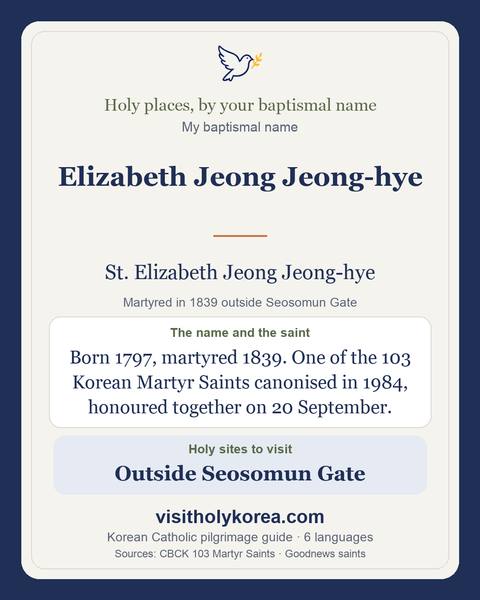 Holy places, by your baptismal name
My baptismal name
Elizabeth Jeong Jeong-hye
St. Elizabeth Jeong Jeong-hye
Martyred in 1839 outside Seosomun Gate
The name and the saint
Born 1797, martyred 1839. One of the 103
Korean Martyr Saints canonised in 1984,
honoured together on 20 September.
Holy sites to visit
Outside Seosomun Gate
visitholykorea.com
Korean Catholic pilgrimage guide · 6 languages
Sources: CBCK 103 Martyr Saints · Goodnews saints